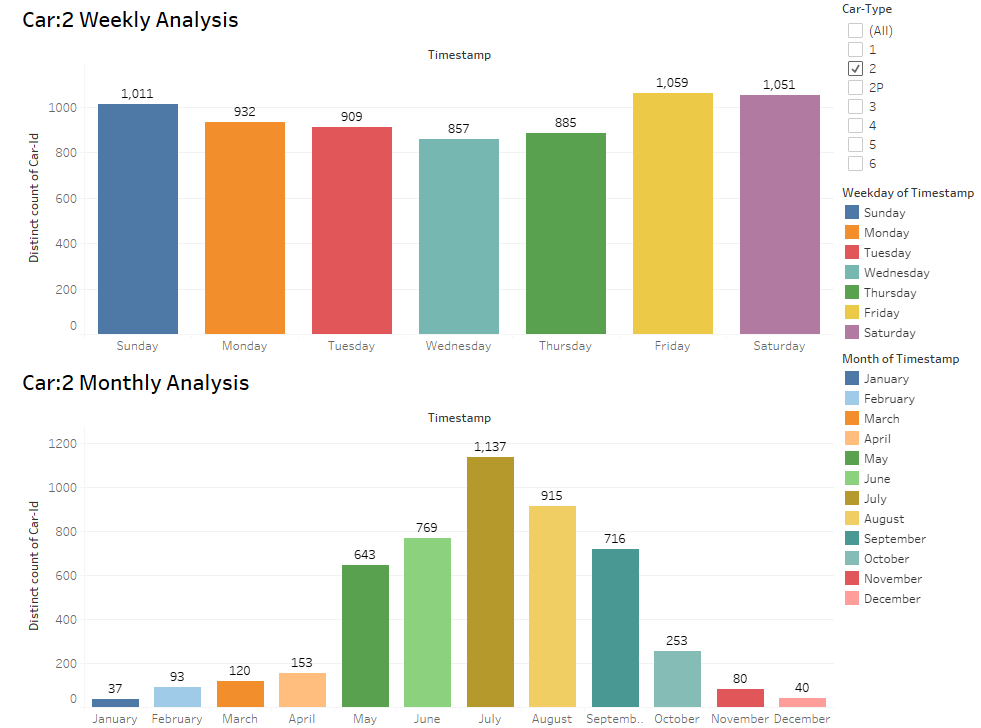 Car:2 Weekly Analysis
Timestamp
Distinct count of Car-Id
1000
800
600
400
200
0
1,011
932
909
857
885
1,059
1,051
Sunday
Monday
Tuesday
Wednesday
Thursday
Friday
Saturday
Car:2 Monthly Analysis
Timestamp
Distinct count of Car-Id
1200
1000
800
600
400
200
0
37
93
120
153
643
769
1,137
915
716
253
80
40
January
February
March
April
May
June
July
August
Septemb..
October
November
December
Car-Type
(All)
1
2
2P
3
4
5
6
Weekday of Timestamp
Sunday
Monday
Tuesday
Wednesday
Thursday
Friday
Saturday
Month of Timestamp
January
February
March
April
May
June
July
August
September
October
November
December